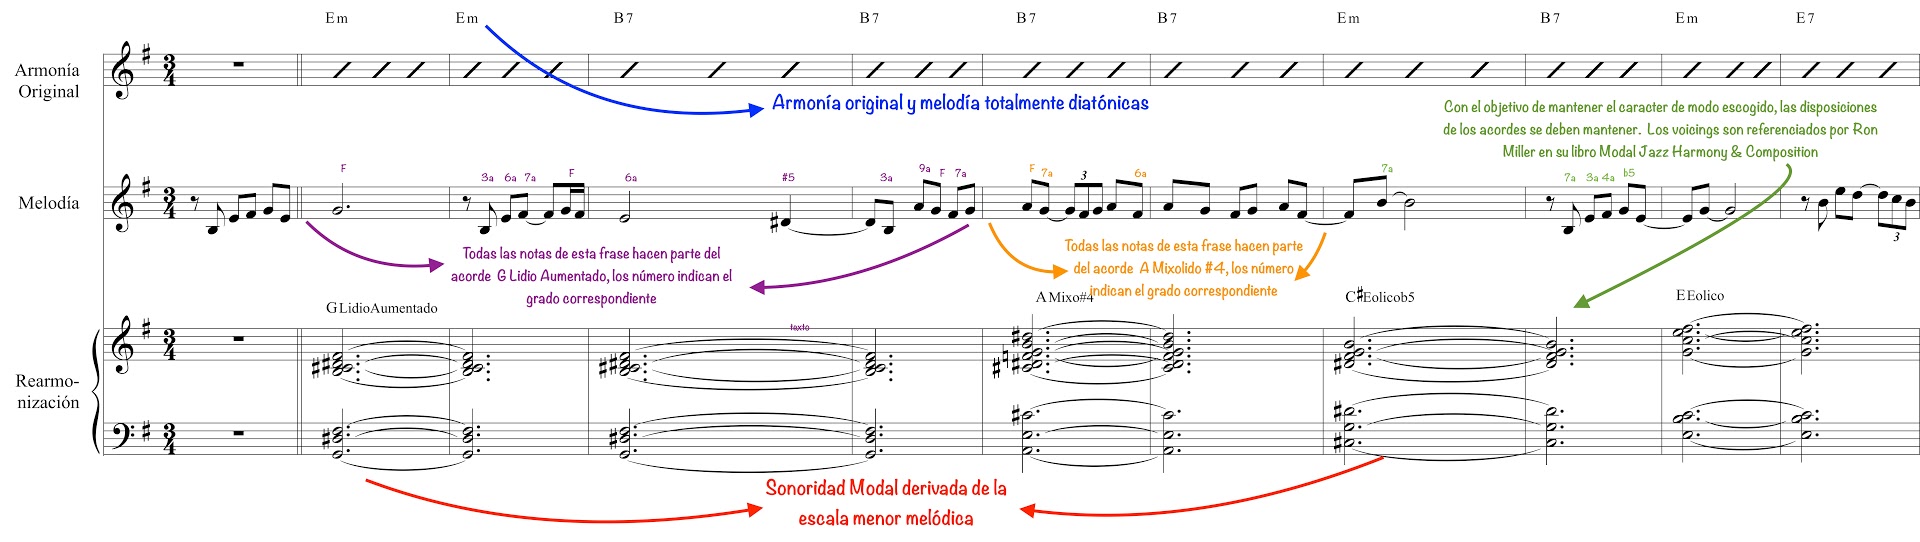 Em Em B7 B7 B7 B7 Em B7 Em E7
Armonía
Original
Armonía original y melodía totalmente diatónicas
Con el objetivo de mantener el caracter de modo escogido, las disposiciones
de los acordes se deben mantener. Los voicings son referenciados por Ron
Miller en su libro Modal Jazz Harmony & Composition
Melodía
F 3a 6a 7a F 6a #5 3a 9a F 7a F 7a 3 6a 7a 7a 3a 4a b5 3
Todas las notas de esta frase hacen parte del
acorde G Lidio Aumentado, los número indican el
grado correspondiente
Todas las notas de esta frase hacen parte
del acorde A Mixolido #4, los número
indican el grado correspondiente
G Lidio Aumentado
texto
A Mixo#4
C#Eolicob5
E Eolico
Rearmo-
nización
Sonoridad Modal derivada de la
escala menor melódica